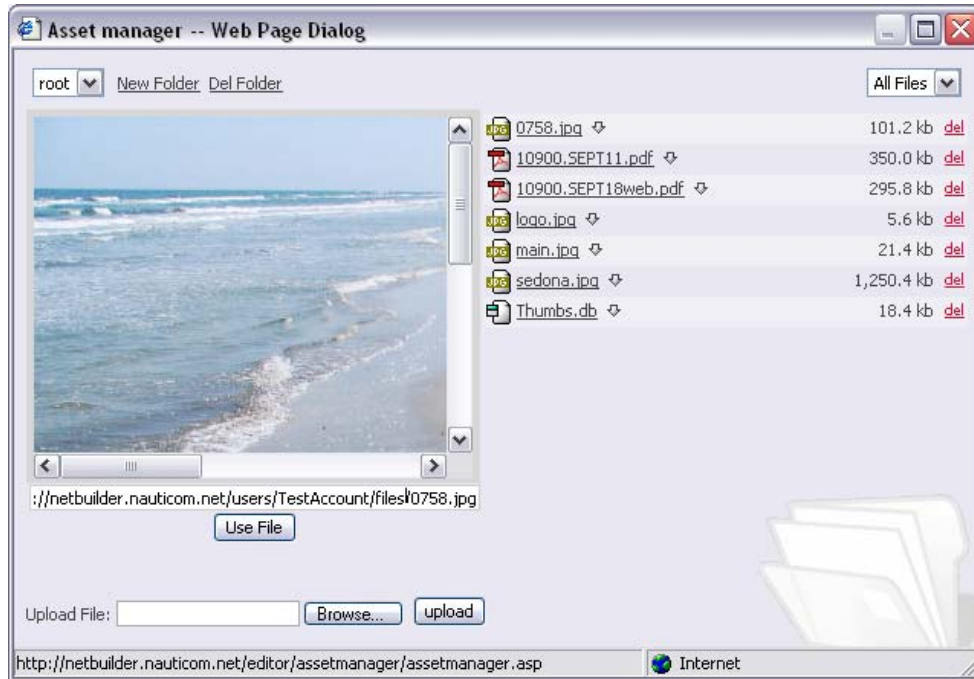 Asset manager -- Web Page Dialog
root New Folder Del Folder All Files
0758.jpg 101.2 kb del
10900.SEPT11.pdf 350.0 kb del
10900.SEPT18web.pdf 295.8 kb del
logo.jpg 5.6 kb del
main.jpg 21.4 kb del
sedona.jpg 1,250.4 kb del
Thumbs.db 18.4 kb del
://netbuilder.nauticom.net/users/TestAccount/files/0758.jpg
Use File
Upload File: Browse... upload
http://netbuilder.nauticom.net/editor/assetmanager/assetmanager.asp Internet